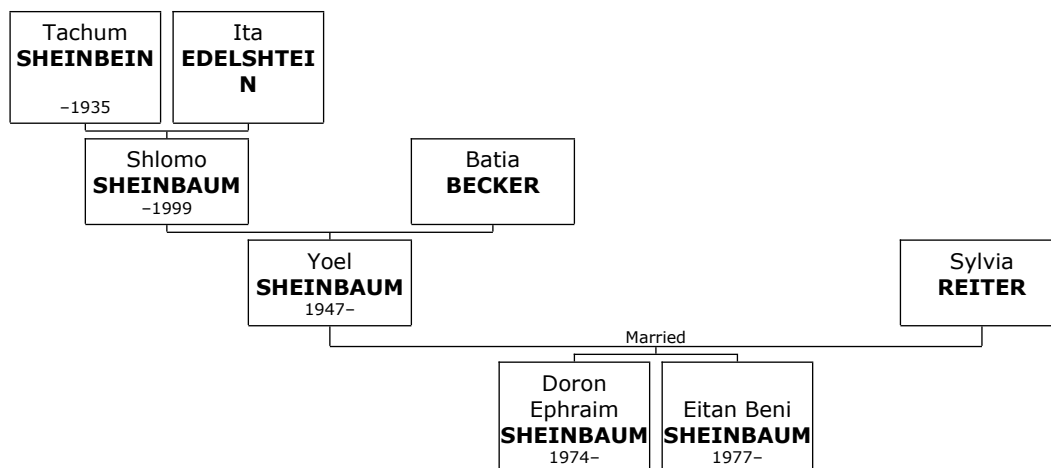 Tachum
SHEINBEIN
–1935
Ita
EDELSHTEI
N
Shlomo
SHEINBAUM
–1999
Batia
BECKER
Yoel
SHEINBAUM
1947–
Sylvia
REITER
Married
Doron
Ephraim
SHEINBAUM
1974–
Eitan Beni
SHEINBAUM
1977–